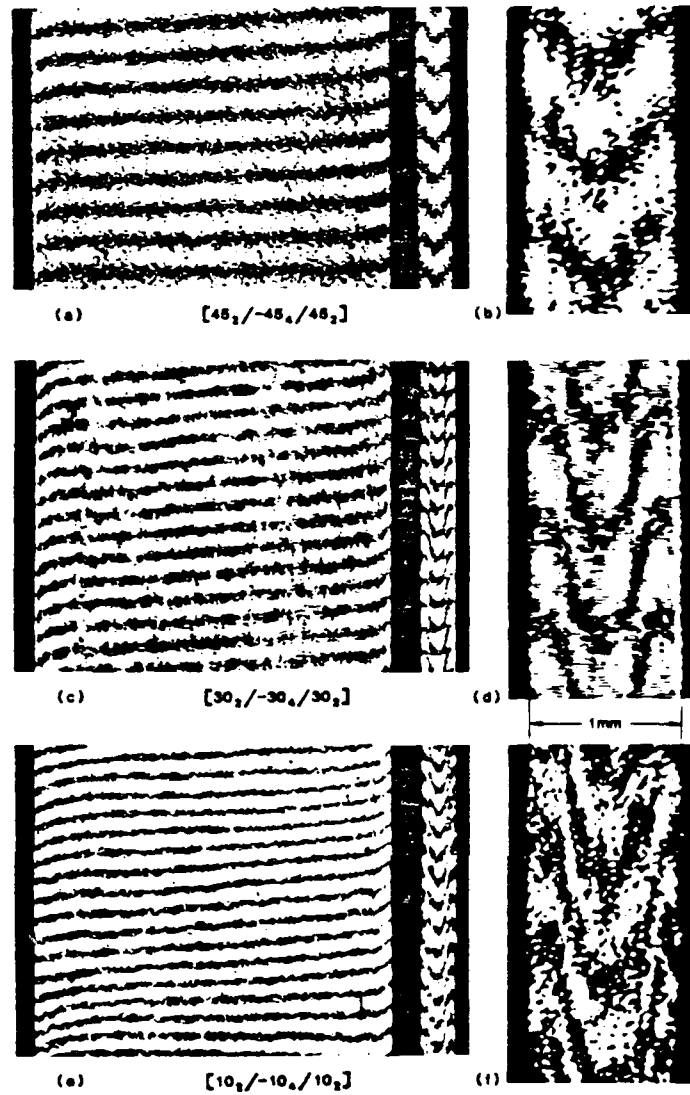 (a) [45₂/-45₄/45₂] (b)
(c) [30₂/-30₄/30₂] (d)
1mm
(e) [10₂/-10₄/10₂] (f)